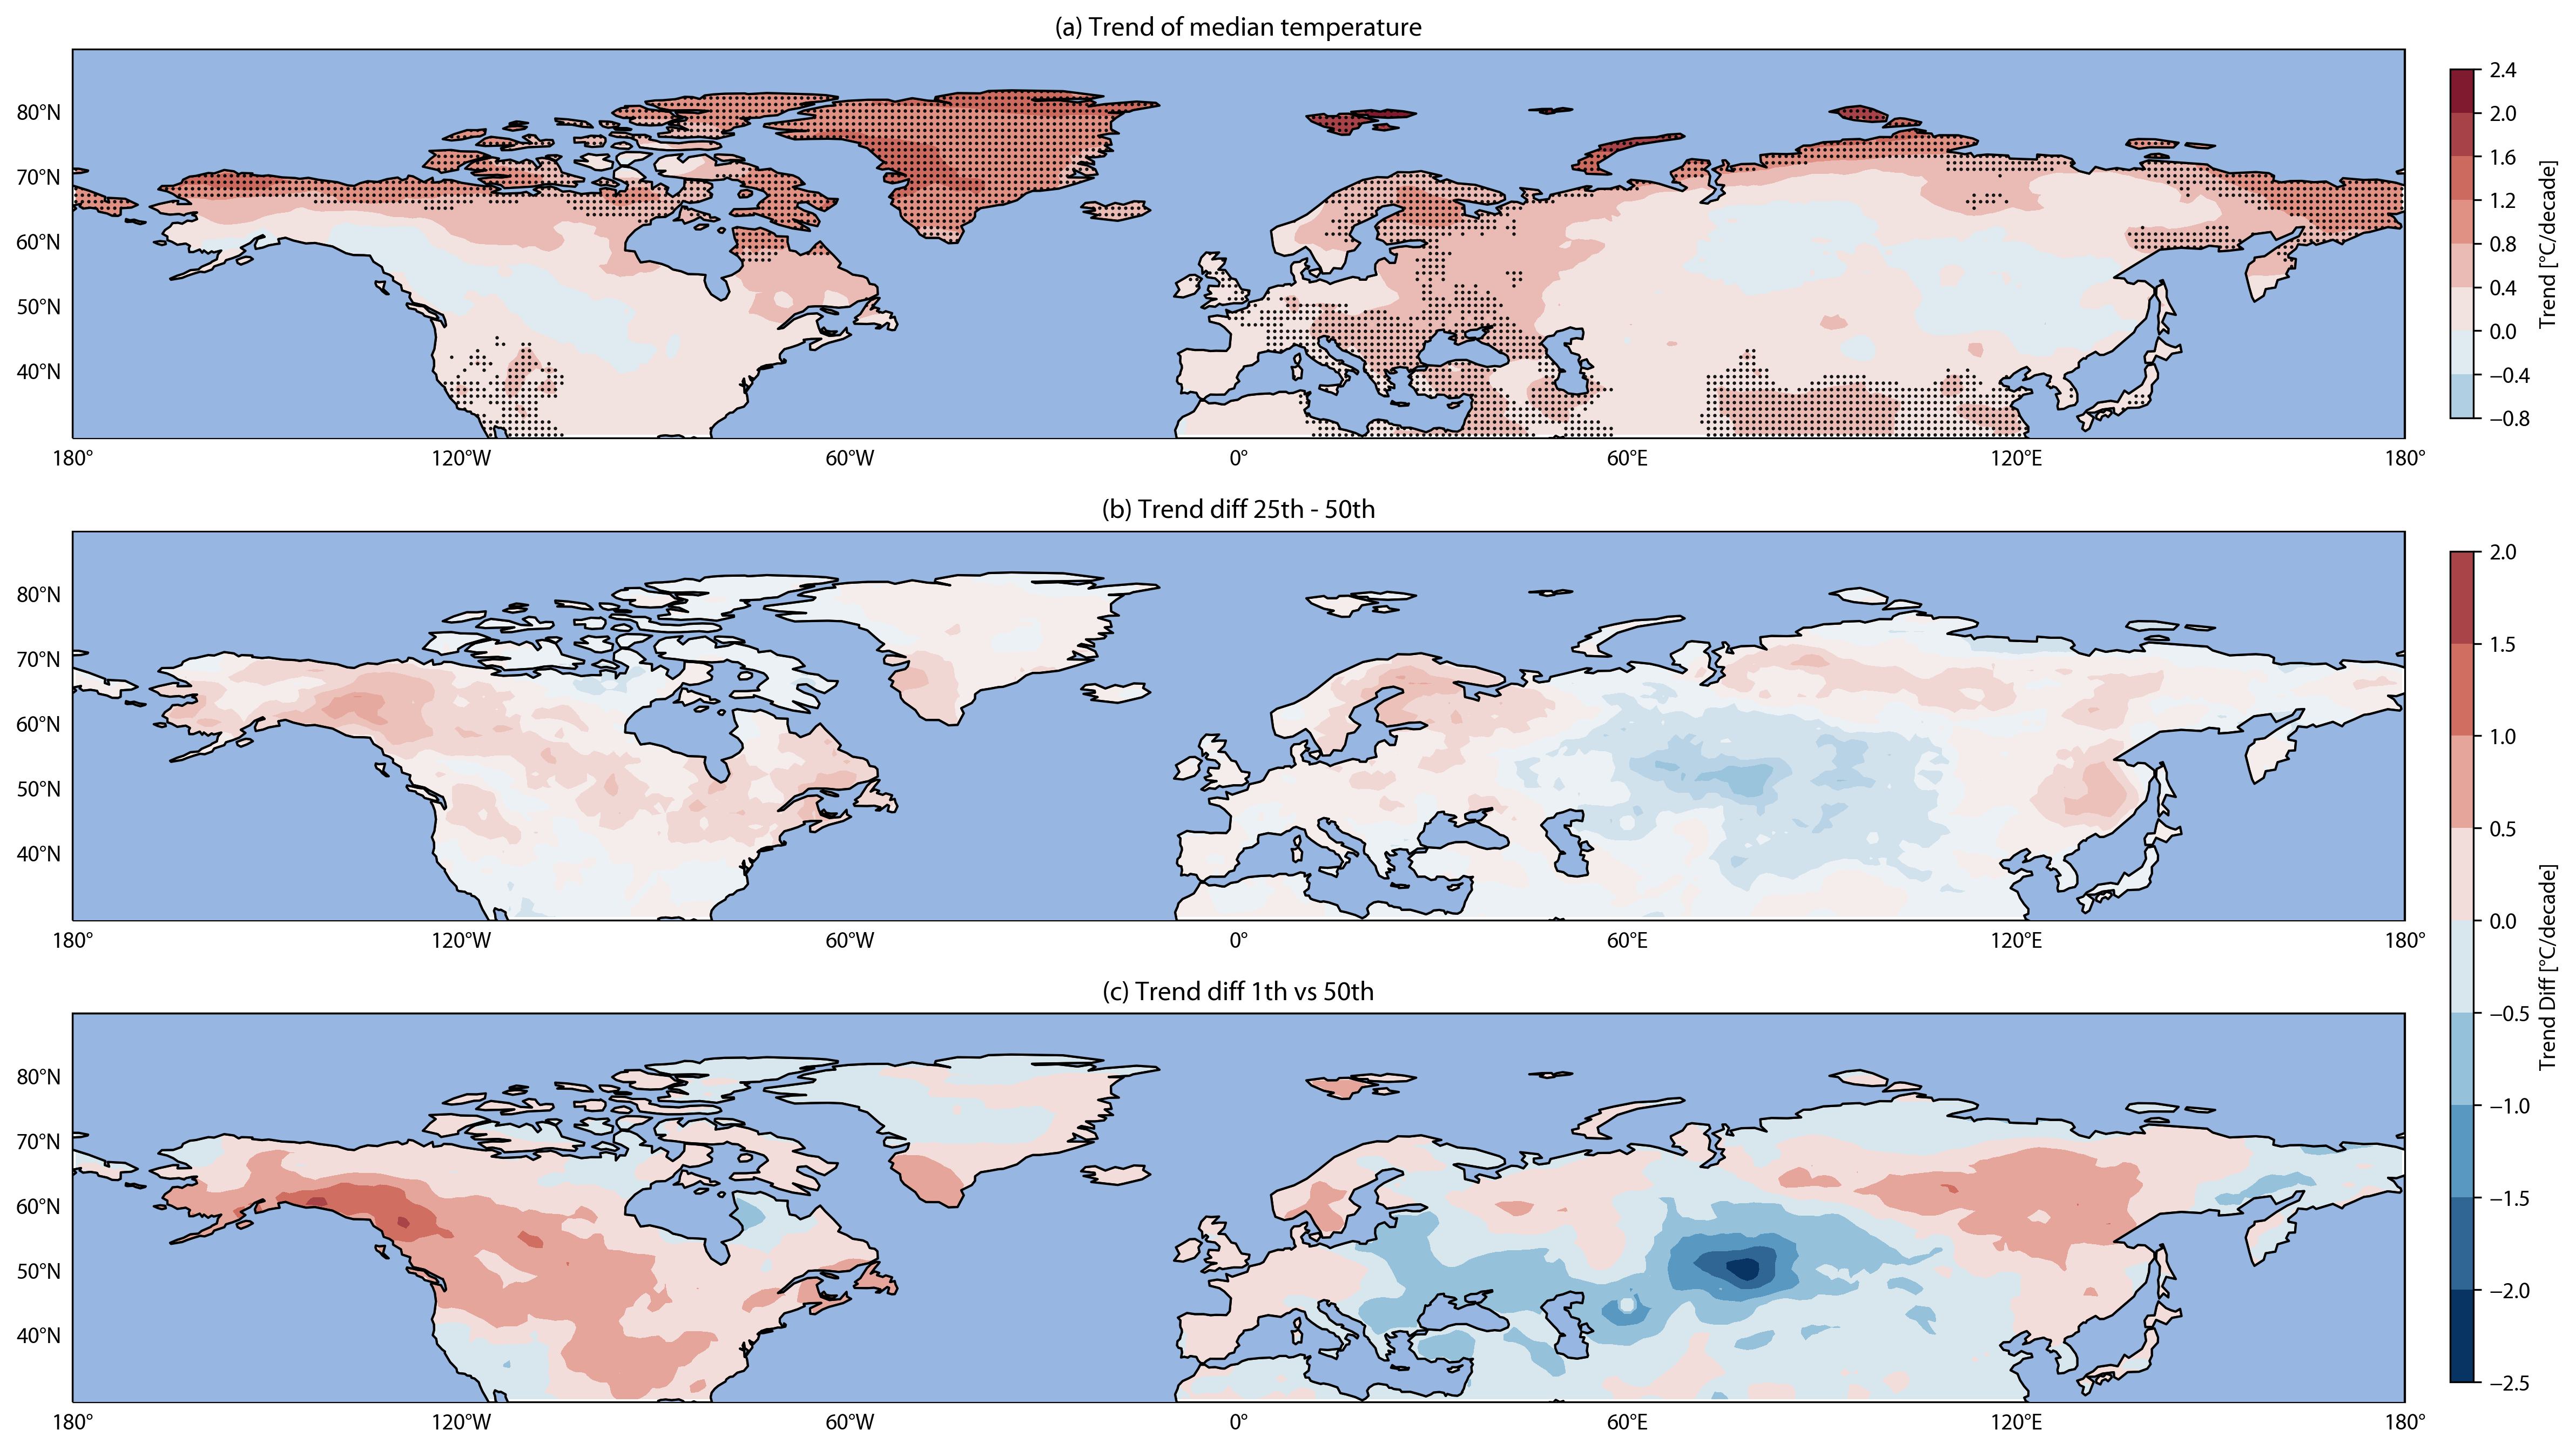 (a) Trend of median temperature
80°N
70°N
60°N
50°N
40°N
180°
120°W
60°W
0°
60°E
120°E
180°
2.4
2.0
1.6
1.2
0.8
0.4
0.0
−0.4
−0.8
Trend [°C/decade]
(b) Trend diff 25th - 50th
80°N
70°N
60°N
50°N
40°N
180°
120°W
60°W
0°
60°E
120°E
180°
(c) Trend diff 1th vs 50th
80°N
70°N
60°N
50°N
40°N
180°
120°W
60°W
0°
60°E
120°E
180°
2.0
1.5
1.0
0.5
0.0
−0.5
−1.0
−1.5
−2.0
−2.5
Trend Diff [°C/decade]